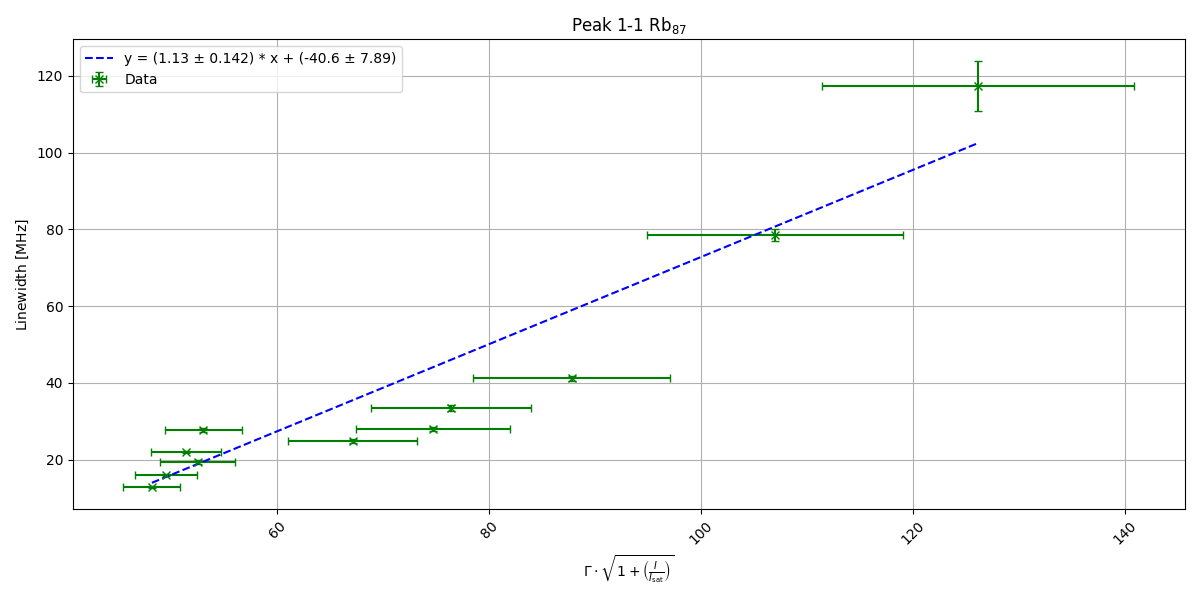 Peak 1-1 Rb₈₇
y = (1.13 ± 0.142) * x + (-40.6 ± 7.89)
Data
120
100
80
60
40
20
Linewidth [MHz]
60
80
100
120
140
Γ · √(1 + (I/I_sat))